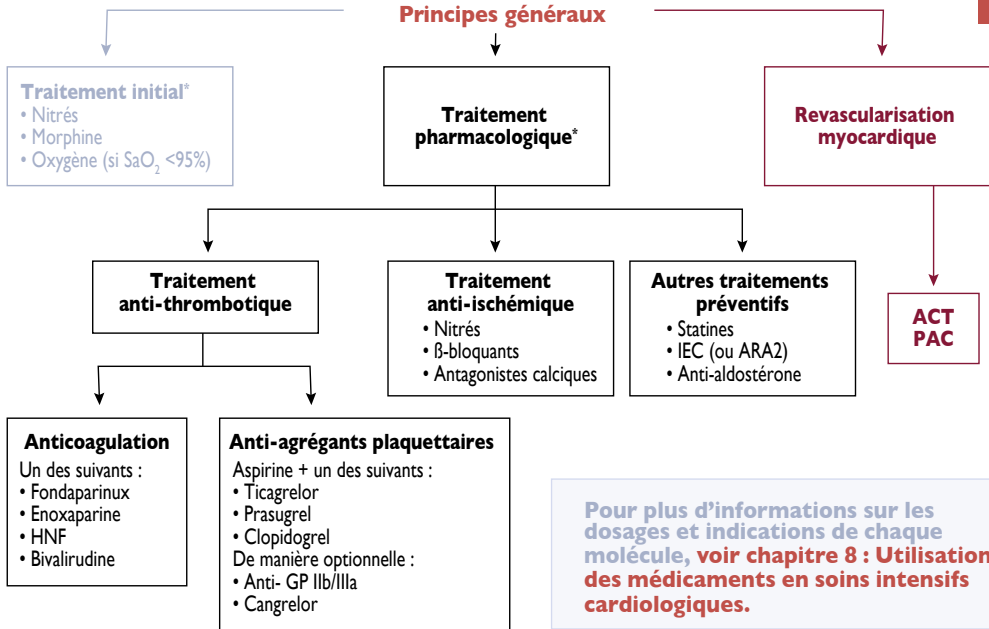 Principes généraux
Traitement initial*
• Nitrés
• Morphine
• Oxygène (si SaO₂ <95%)
Traitement
pharmacologique*
Revascularisation
myocardique
Traitement
anti-thrombotique
Traitement
anti-ischémique
• Nitrés
• ß-bloquants
• Antagonistes calciques
Autres traitements
préventifs
• Statines
• IEC (ou ARA2)
• Anti-aldostérone
ACT
PAC
Anticoagulation
Un des suivants :
• Fondaparinux
• Enoxaparine
• HNF
• Bivalirudine
Anti-agrégants plaquettaires
Aspirine + un des suivants :
• Ticagrelor
• Prasugrel
• Clopidogrel
De manière optionnelle :
• Anti- GP IIb/IIIa
• Cangrelor
Pour plus d’informations sur les
dosages et indications de chaque
molécule, voir chapitre 8 : Utilisation
des médicaments en soins intensifs
cardiologiques.